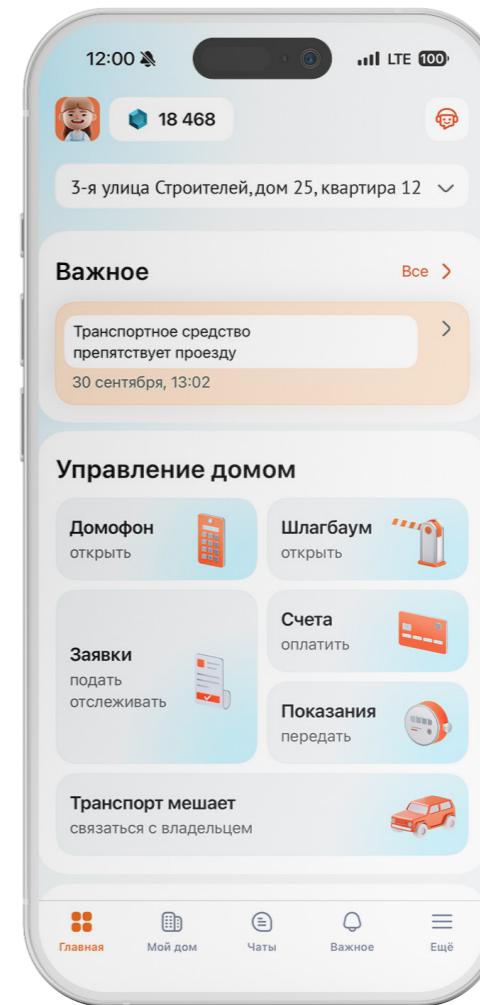 12:00 LTE 100
18 468
3-я улица Строителей, дом 25, квартира 12
Важное Все
Транспортное средство
препятствует проезду
30 сентября, 13:02
Управление домом
Домофон
открыть
Шлагбаум
открыть
Заявки
подать
отслеживать
Счета
оплатить
Показания
передать
Транспорт мешает
связаться с владельцем
Главная Мой дом Чаты Важное Ещё